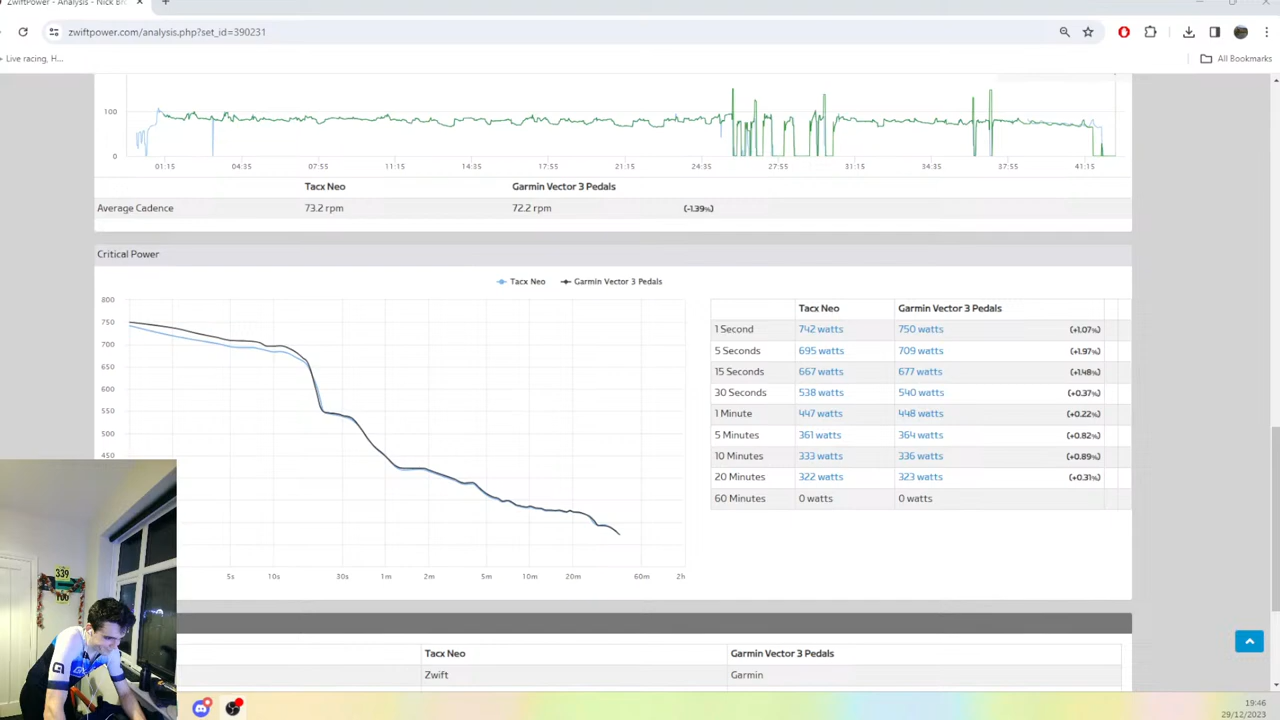 ZwiftPower - Analysis - Nick Br
zwiftpower.com/analysis.php?set_id=390231
Live racing, H...
All Bookmarks
100
0
01:15 04:35 07:55 11:15 14:35 17:55 21:15 24:35 27:55 31:15 34:35 37:55 41:15
Tacx Neo Garmin Vector 3 Pedals
Average Cadence 73.2 rpm 72.2 rpm (-1.39%)
Critical Power
Tacx Neo Garmin Vector 3 Pedals
800
750
700
650
600
550
500
450
5s 10s 30s 1m 2m 5m 10m 20m 60m 2h
Tacx Neo Garmin Vector 3 Pedals
1 Second 742 watts 750 watts (+1.07%)
5 Seconds 695 watts 709 watts (+1.97%)
15 Seconds 667 watts 677 watts (+1.48%)
30 Seconds 538 watts 540 watts (+0.37%)
1 Minute 447 watts 448 watts (+0.22%)
5 Minutes 361 watts 364 watts (+0.82%)
10 Minutes 333 watts 336 watts (+0.89%)
20 Minutes 322 watts 323 watts (+0.31%)
60 Minutes 0 watts 0 watts
339
100
Tacx Neo Garmin Vector 3 Pedals
Zwift Garmin
19:46
29/12/2023